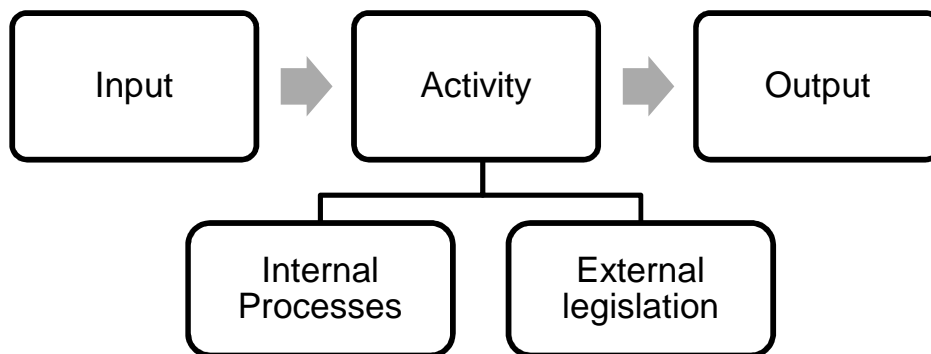 Input
Activity
Output
Internal
Processes
External
legislation